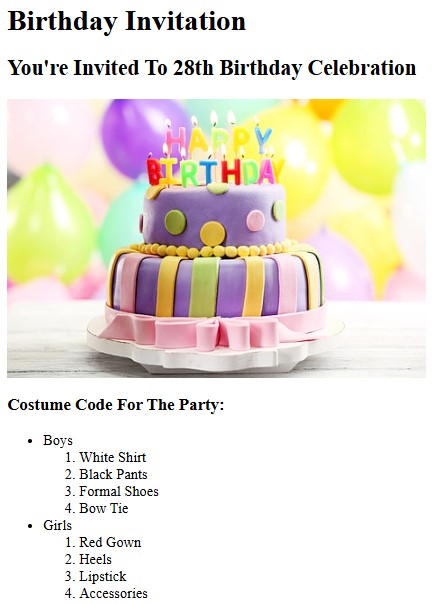 Birthday Invitation
You're Invited To 28th Birthday Celebration
HAPPY
BIRTHDAY
Costume Code For The Party:
• Boys
1. White Shirt
2. Black Pants
3. Formal Shoes
4. Bow Tie
• Girls
1. Red Gown
2. Heels
3. Lipstick
4. Accessories